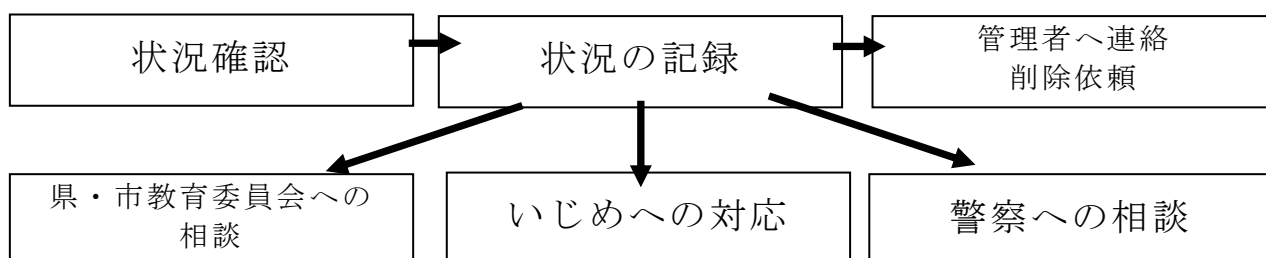 状況確認
状況の記録
管理者へ連絡
削除依頼
県・市教育委員会への
相談
いじめへの対応
警察への相談